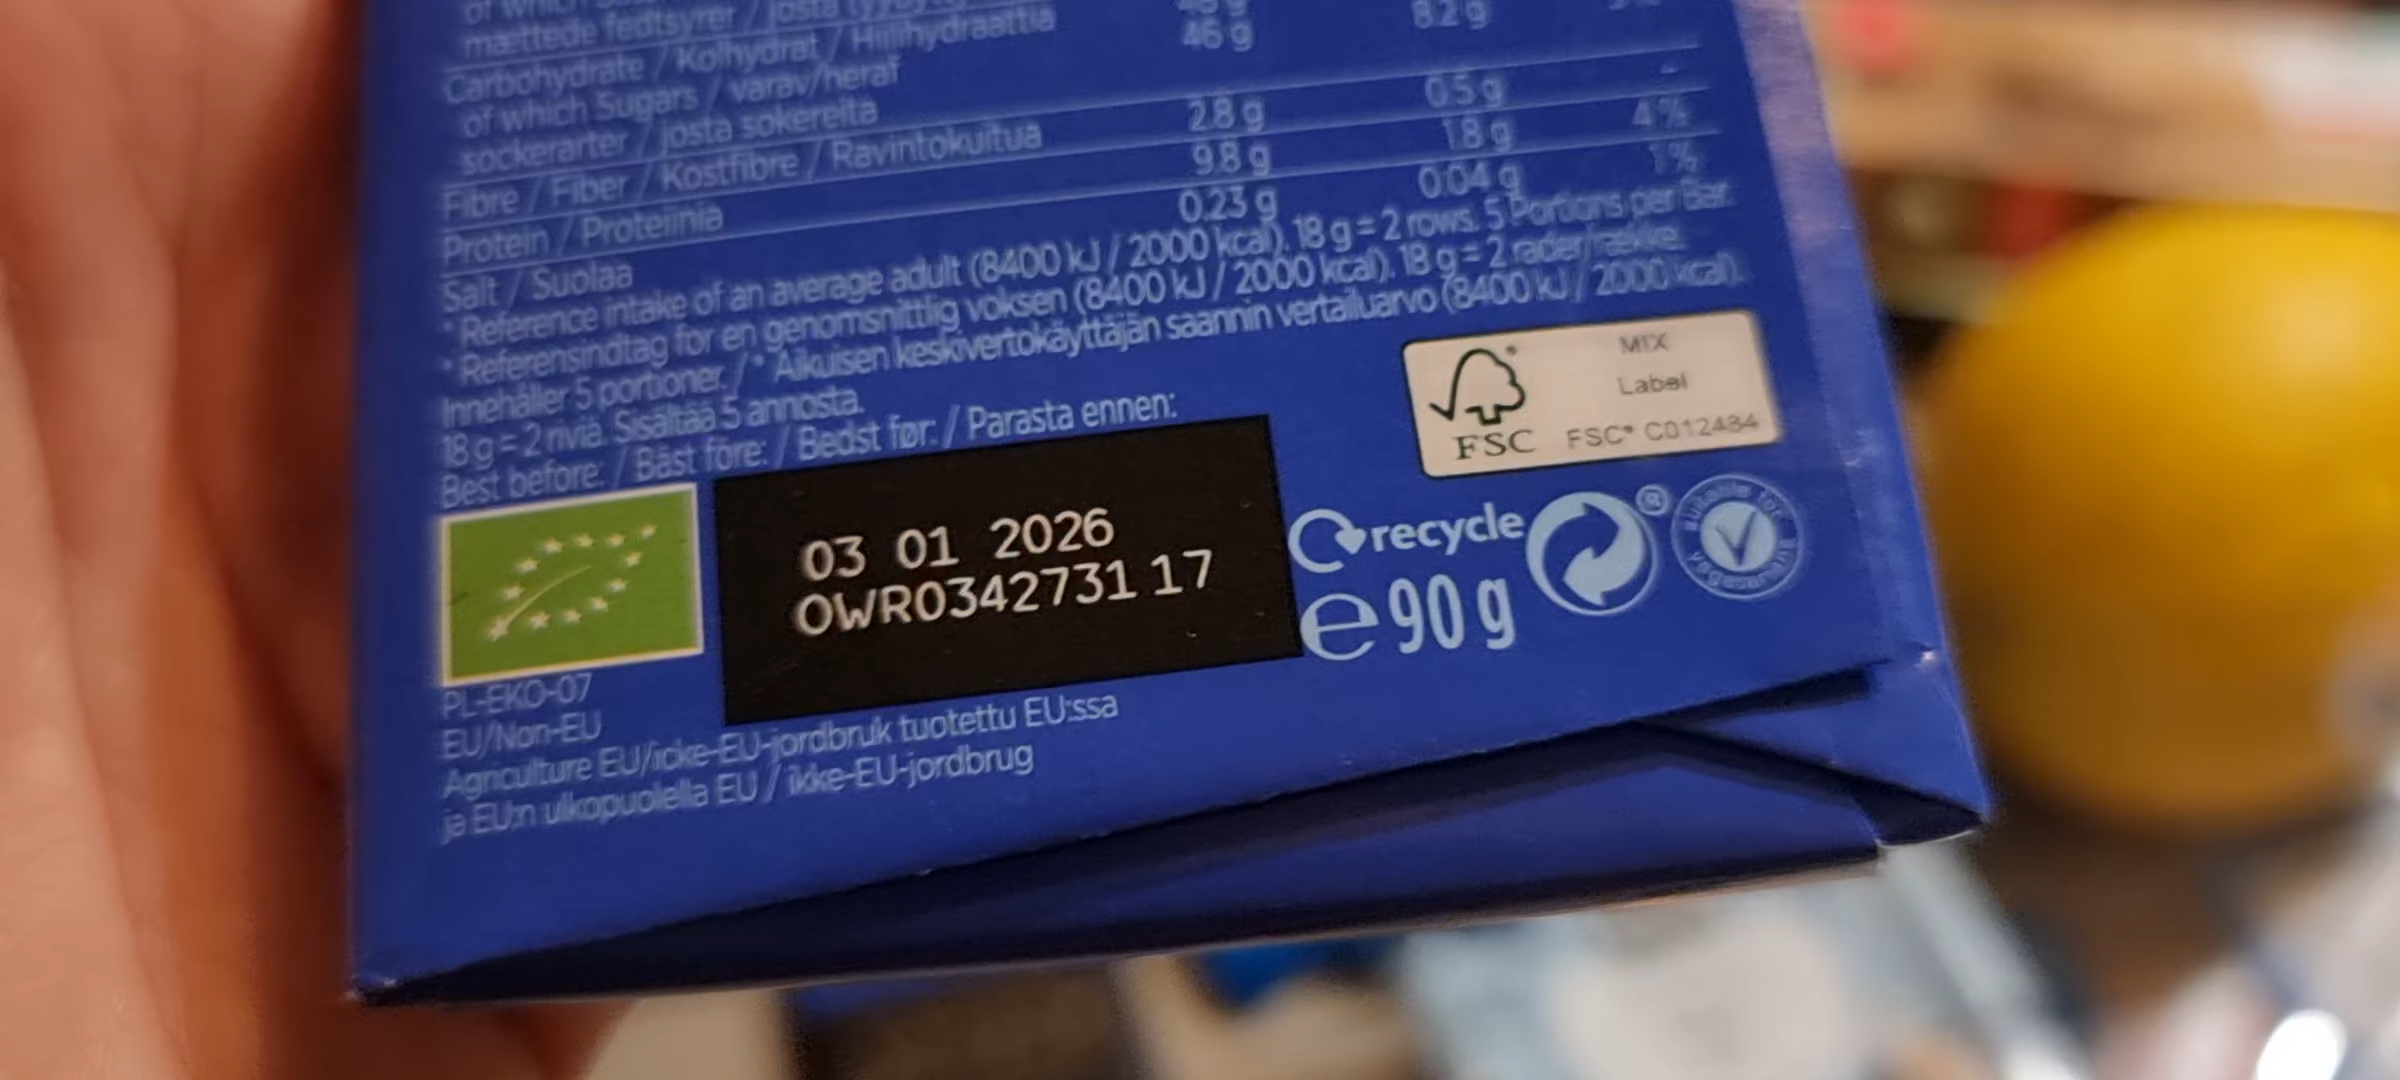 mættede fedtsyrer / josta tyydyt
Carbohydrate / Kolhydrat / Hiilihydraattia 46 g 8.2 g
of which Sugars / varav/heraf
sockerarter / josta sokereita
Fibre / Fiber / Kostfibre / Ravintokuitua 2.8 g 0.5 g -
Protein / Proteiinia 9.8 g 1.8 g 4 %
Salt / Suolaa 0.23 g 0.04 g 1 %
* Reference intake of an average adult (8400 kJ / 2000 kcal). 18 g = 2 rows. 5 Portions per Bar.
* Referensindtag for en genomsnittlig voksen (8400 kJ / 2000 kcal). 18 g = 2 rader/række.
Innehåller 5 portioner. / * Aikuisen keskivertokäyttäjän saannin vertailuarvo (8400 kJ / 2000 kcal).
18 g = 2 riviä. Sisältää 5 annosta.
Best before: / Bäst före: / Bedst før: / Parasta ennen:
MIX
Label
FSC FSC® C012484
03 01 2026
OWR0342731 17
recycle
®
℮ 90 g
PL-EKO-07
EU/Non-EU
Agriculture EU/icke-EU-jordbruk tuotettu EU:ssa
ja EU:n ulkopuolella EU / ikke-EU-jordbrug